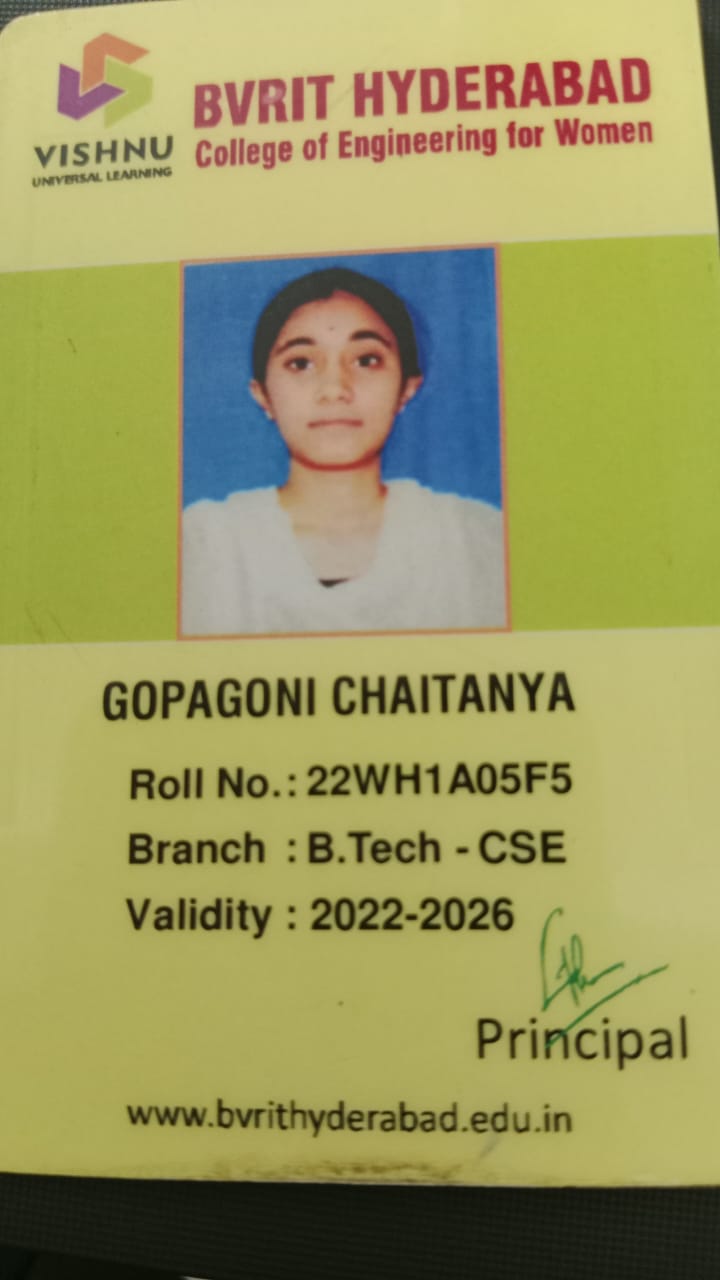 VISHNU
UNIVERSAL LEARNING
BVRIT HYDERABAD
College of Engineering for Women
GOPAGONI CHAITANYA
Roll No.: 22WH1A05F5
Branch : B.Tech - CSE
Validity : 2022-2026
Principal
www.bvrithyderabad.edu.in